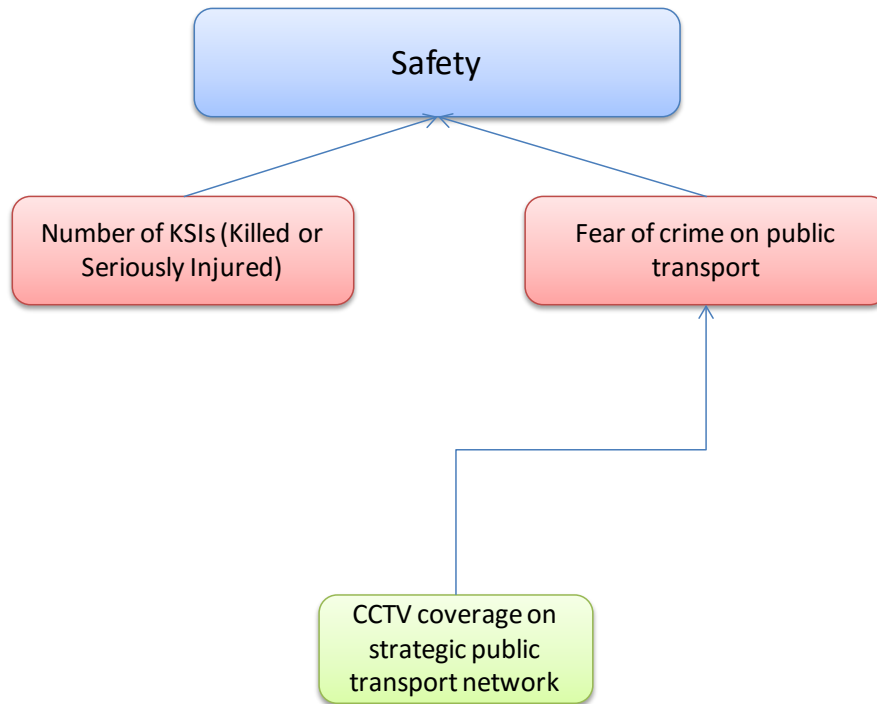 Safety
Number of KSIs (Killed or
Seriously Injured)
Fear of crime on public
transport
CCTV coverage on
strategic public
transport network